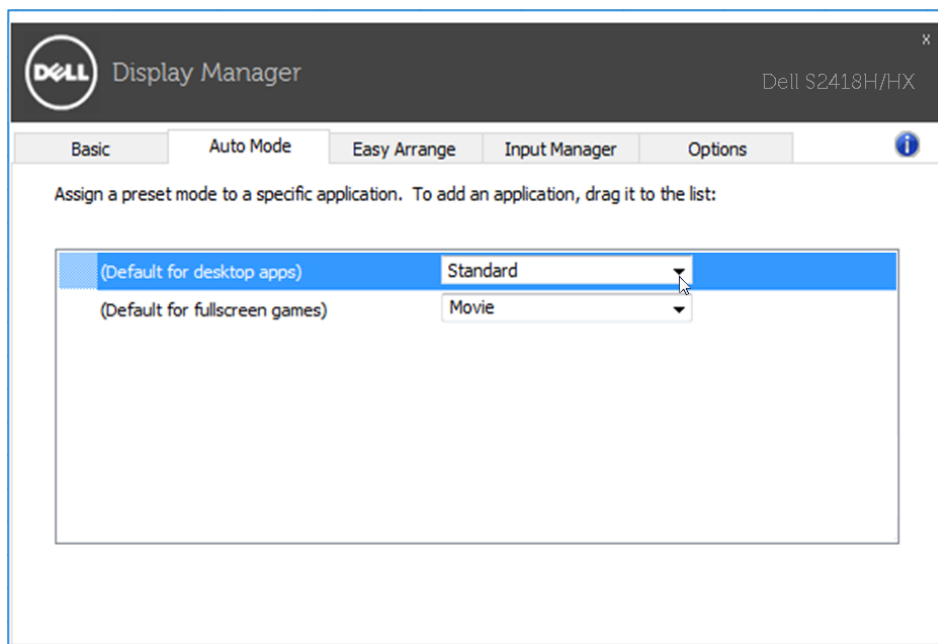 x
DELL Display Manager
Dell S2418H/HX
Basic Auto Mode Easy Arrange Input Manager Options i
Assign a preset mode to a specific application. To add an application, drag it to the list:
(Default for desktop apps) Standard
(Default for fullscreen games) Movie